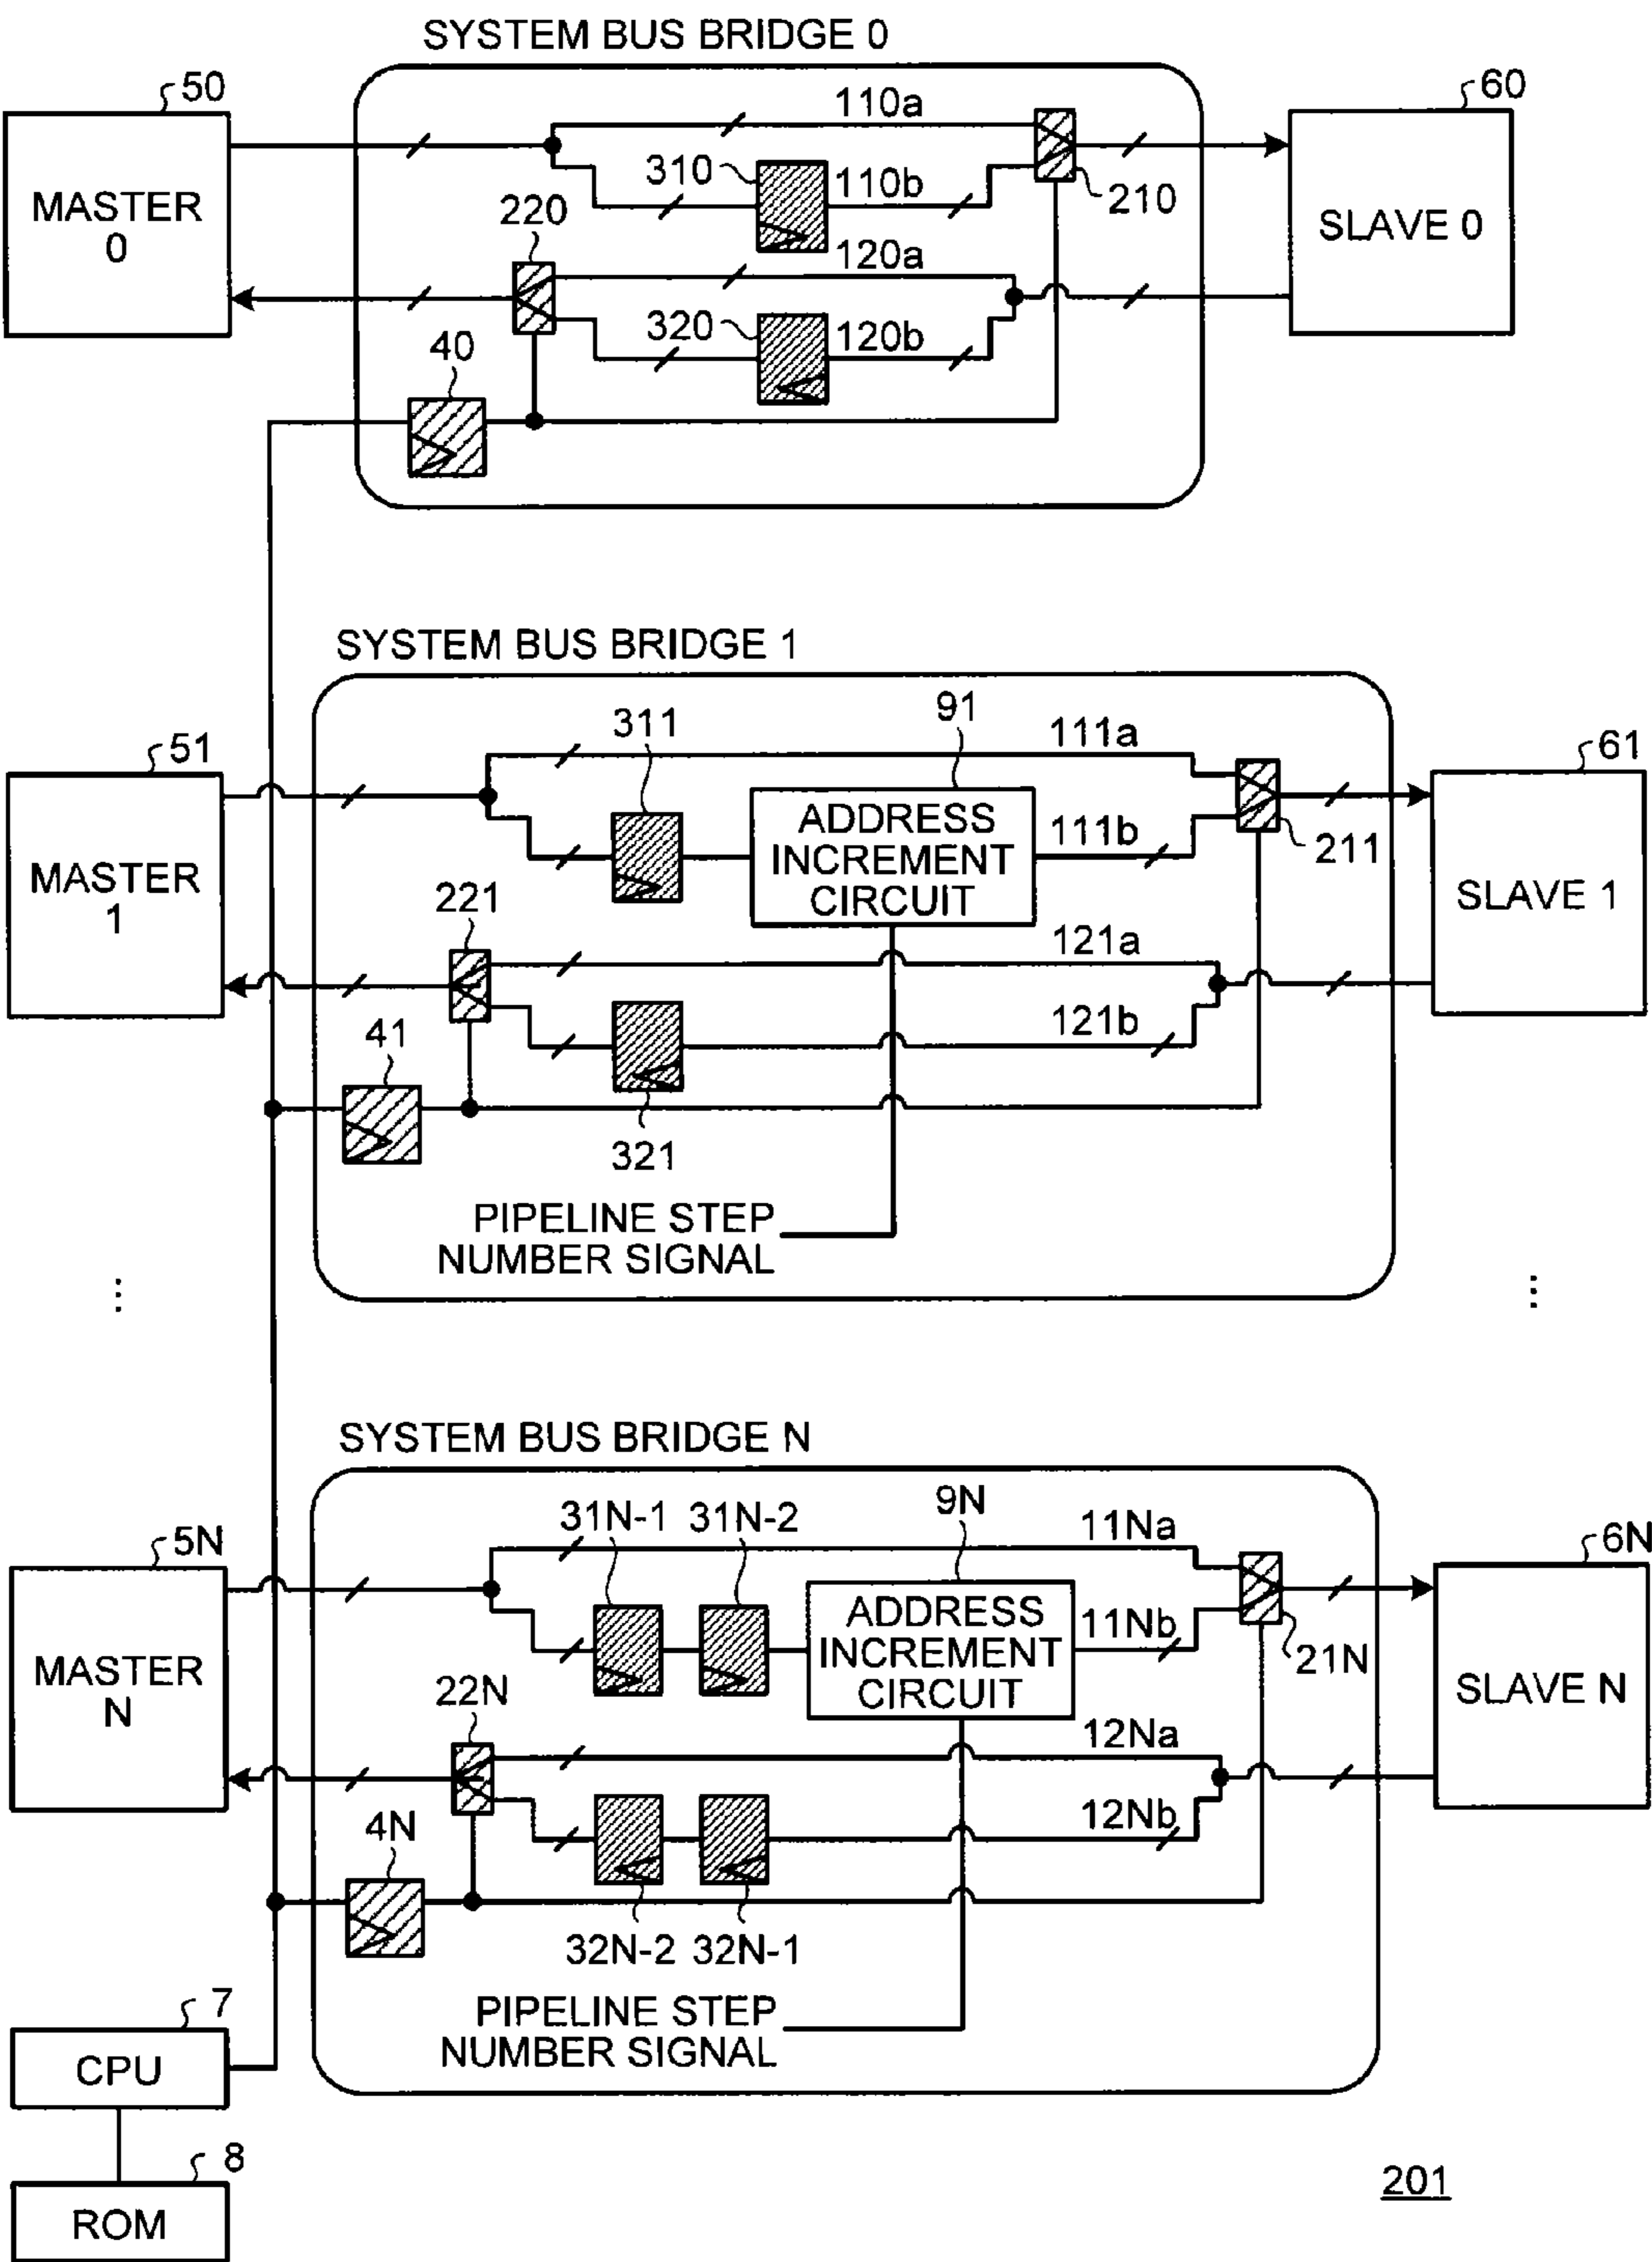 SYSTEM BUS BRIDGE 0
50
60
110a
310
110b
210
MASTER
0
SLAVE 0
220
120a
320
120b
40
SYSTEM BUS BRIDGE 1
51
311
91
111a
61
ADDRESS
INCREMENT
CIRCUIT
111b
211
MASTER
1
SLAVE 1
221
121a
121b
41
321
PIPELINE STEP
NUMBER SIGNAL
...
...
SYSTEM BUS BRIDGE N
5N
31N-1
31N-2
9N
11Na
6N
ADDRESS
INCREMENT
CIRCUIT
11Nb
21N
MASTER
N
SLAVE N
22N
12Na
12Nb
4N
32N-2
32N-1
PIPELINE STEP
NUMBER SIGNAL
7
CPU
8
ROM
201